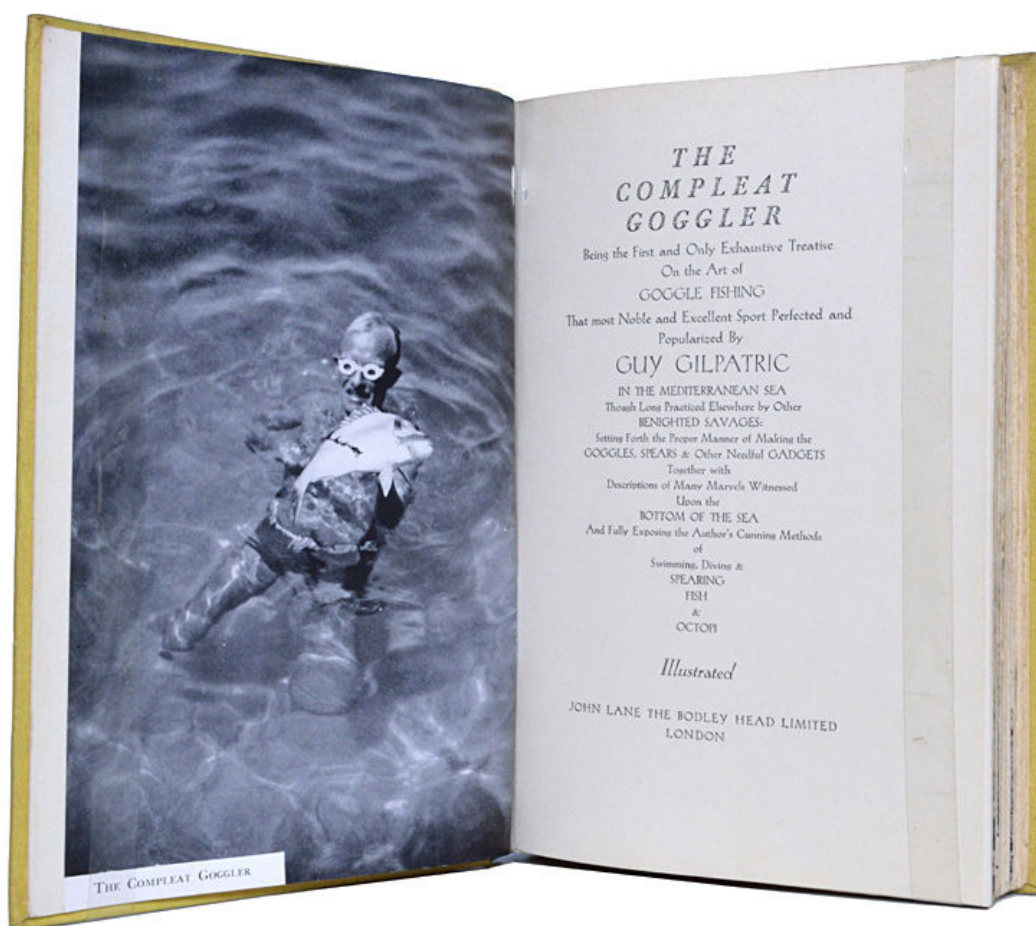 THE COMPLEAT GOGGLER
THE
COMPLEAT
GOGGLER
Being the First and Only Exhaustive Treatise
On the Art of
GOGGLE FISHING
That most Noble and Excellent Sport Perfected and
Popularized By
GUY GILPATRIC
IN THE MEDITERRANEAN SEA
Though Long Practiced Elsewhere by Other
BENIGHTED SAVAGES:
Setting Forth the Proper Manner of Making the
GOGGLES, SPEARS & Other Needful GADGETS
Together with
Descriptions of Many Marvels Witnessed
Upon the
BOTTOM OF THE SEA
And Fully Exposing the Author's Cunning Methods
of
Swimming, Diving &
SPEARING
FISH
&
OCTOPI
Illustrated
JOHN LANE THE BODLEY HEAD LIMITED
LONDON